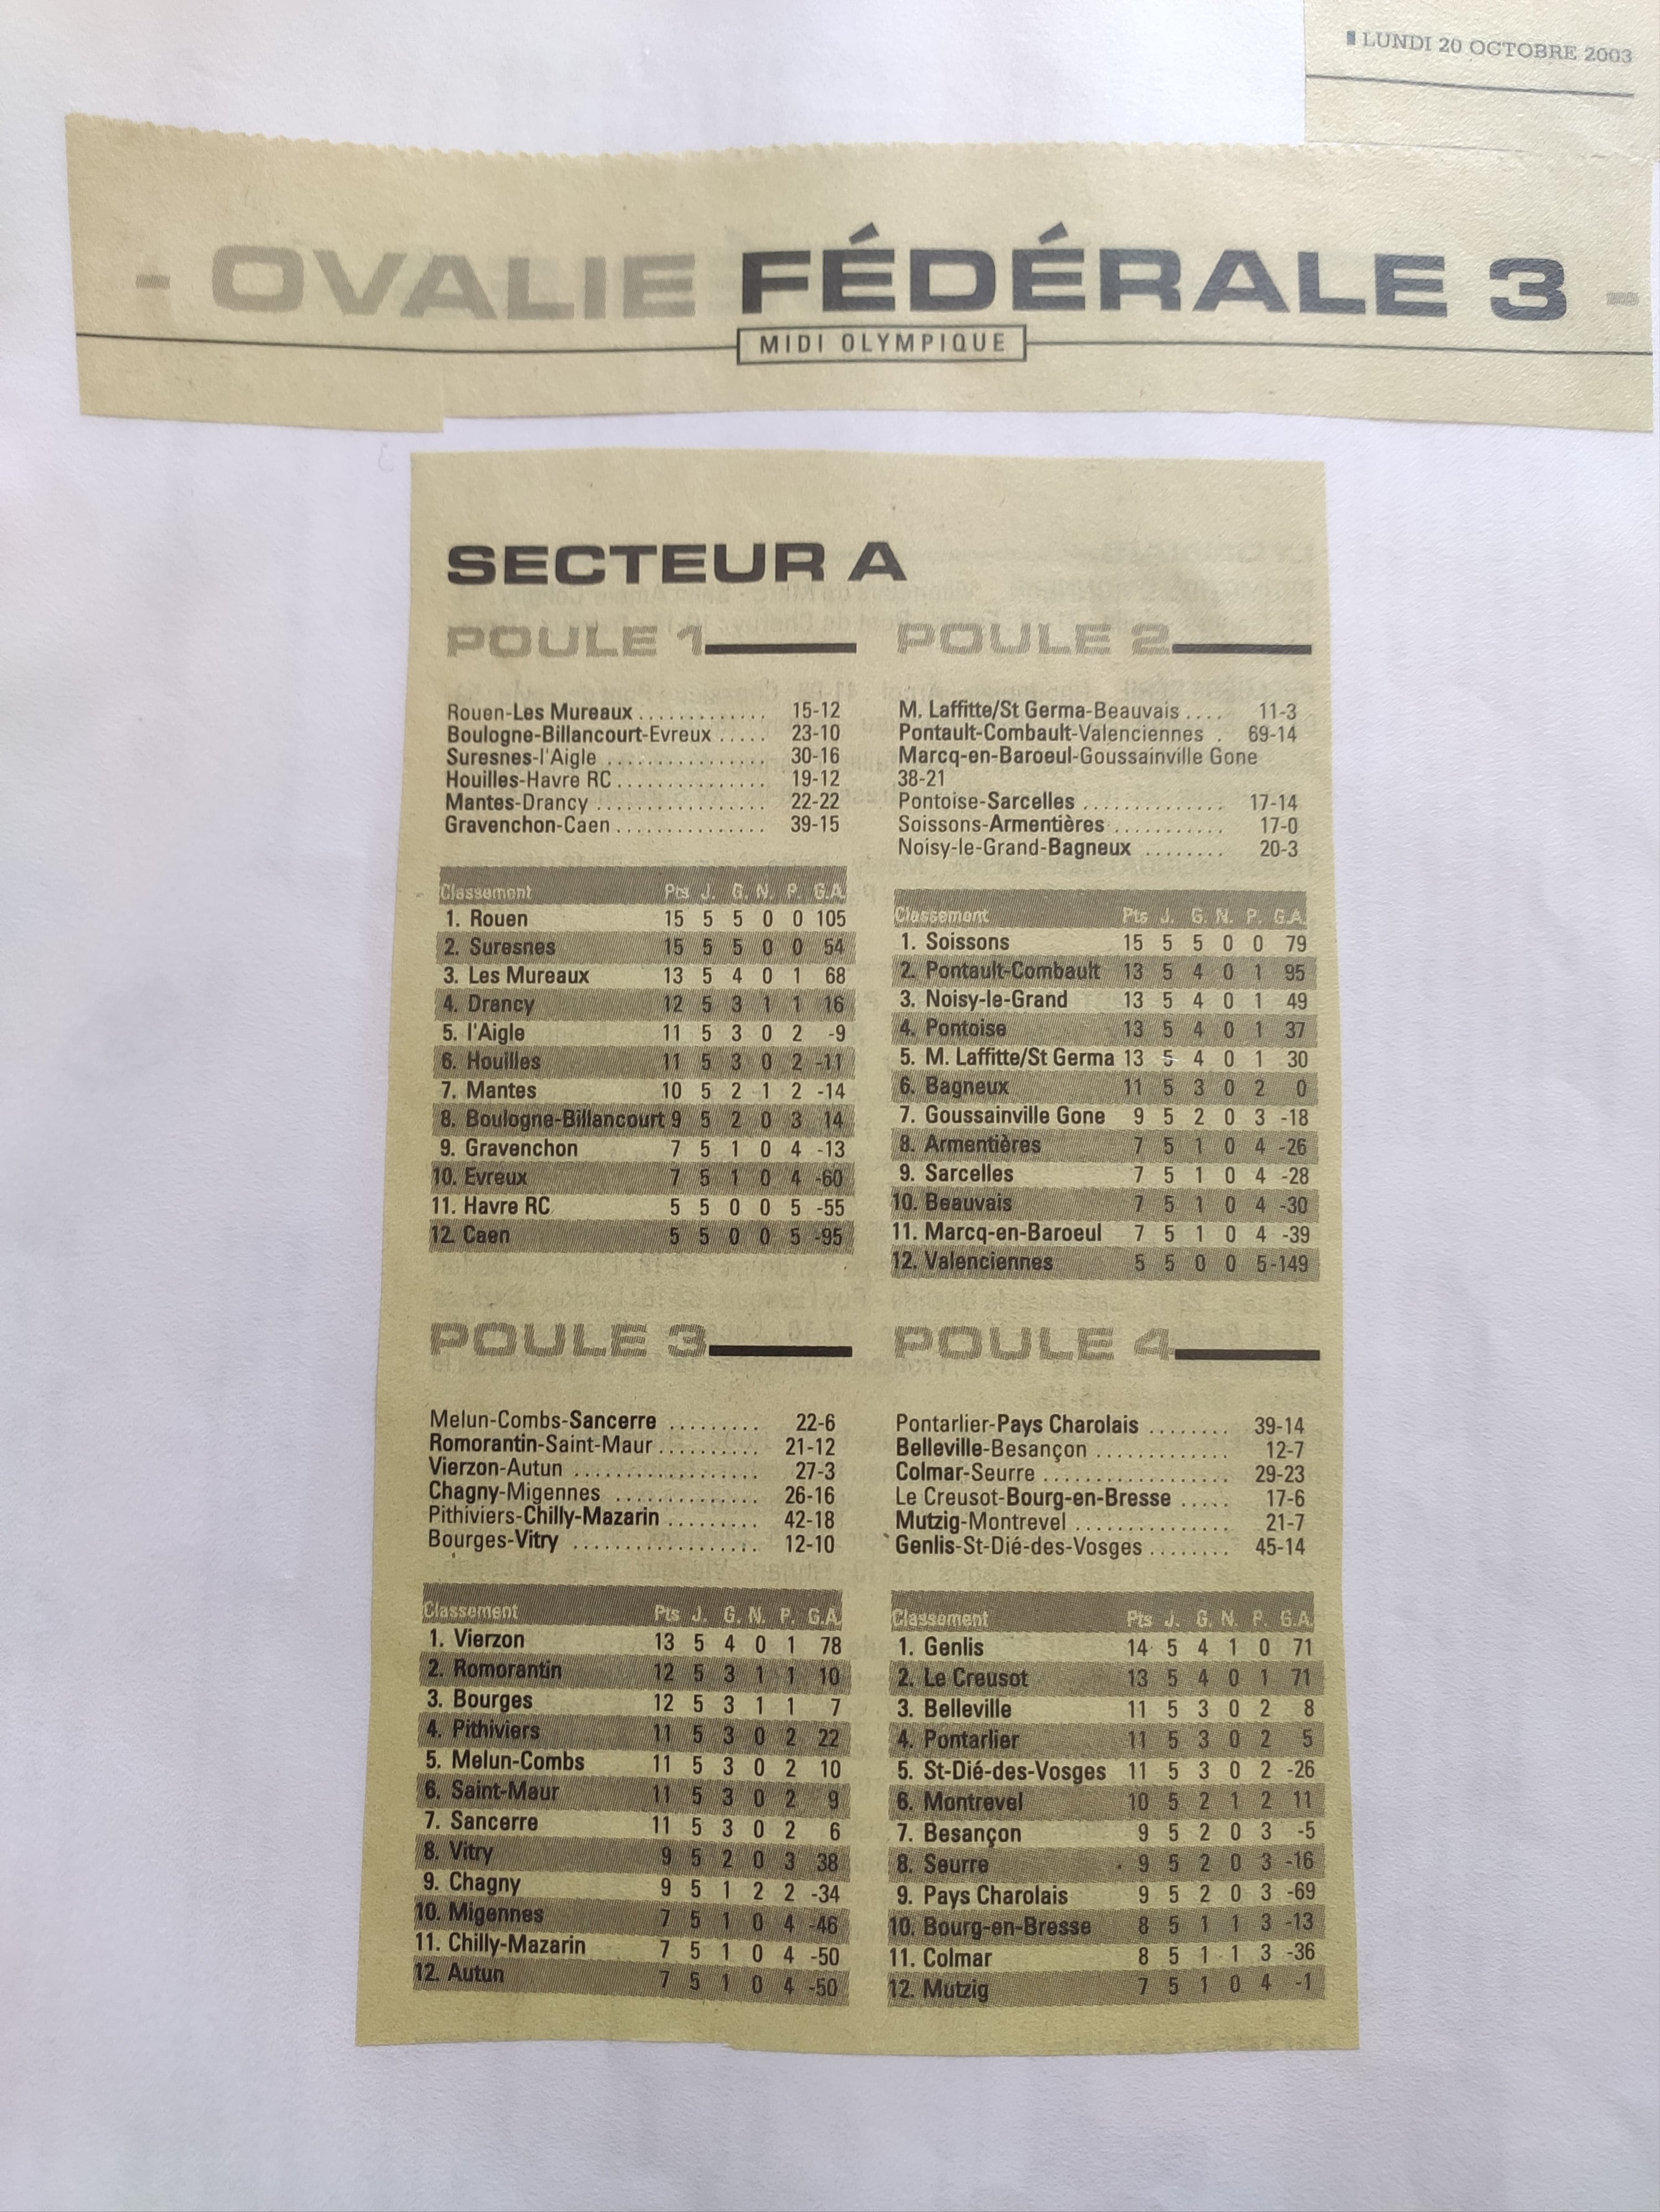 LUNDI 20 OCTOBRE 2003
- OVALIE FÉDÉRALE 3 -
MIDI OLYMPIQUE
SECTEUR A
POULE 1
Rouen-Les Mureaux ............. 15-12
Boulogne-Billancourt-Evreux ..... 23-10
Suresnes-l'Aigle ................ 30-16
Houilles-Havre RC ............... 19-12
Mantes-Drancy ................. 22-22
Gravenchon-Caen ............... 39-15
Classement Pts J. G. N. P. G.A.
1. Rouen 15 5 5 0 0 105
2. Suresnes 15 5 5 0 0 54
3. Les Mureaux 13 5 4 0 1 68
4. Drancy 12 5 3 1 1 16
5. l'Aigle 11 5 3 0 2 -9
6. Houilles 11 5 3 0 2 -11
7. Mantes 10 5 2 1 2 -14
8. Boulogne-Billancourt 9 5 2 0 3 14
9. Gravenchon 7 5 1 0 4 -13
10. Evreux 7 5 1 0 4 -60
11. Havre RC 5 5 0 0 5 -55
12. Caen 5 5 0 0 5 -95
POULE 2
M. Laffitte/St Germa-Beauvais .... 11-3
Pontault-Combault-Valenciennes . 69-14
Marcq-en-Baroeul-Goussainville Gone
38-21
Pontoise-Sarcelles .............. 17-14
Soissons-Armentières ........... 17-0
Noisy-le-Grand-Bagneux ........ 20-3
Classement Pts J. G. N. P. G.A.
1. Soissons 15 5 5 0 0 79
2. Pontault-Combault 13 5 4 0 1 95
3. Noisy-le-Grand 13 5 4 0 1 49
4. Pontoise 13 5 4 0 1 37
5. M. Laffitte/St Germa 13 5 4 0 1 30
6. Bagneux 11 5 3 0 2 0
7. Goussainville Gone 9 5 2 0 3 -18
8. Armentières 7 5 1 0 4 -26
9. Sarcelles 7 5 1 0 4 -28
10. Beauvais 7 5 1 0 4 -30
11. Marcq-en-Baroeul 7 5 1 0 4 -39
12. Valenciennes 5 5 0 0 5 -149
POULE 3
Melun-Combs-Sancerre ......... 22-6
Romorantin-Saint-Maur .......... 21-12
Vierzon-Autun ................... 27-3
Chagny-Migennes .............. 26-16
Pithiviers-Chilly-Mazarin ......... 42-18
Bourges-Vitry ................... 12-10
Classement Pts J. G. N. P. G.A.
1. Vierzon 13 5 4 0 1 78
2. Romorantin 12 5 3 1 1 10
3. Bourges 12 5 3 1 1 7
4. Pithiviers 11 5 3 0 2 22
5. Melun-Combs 11 5 3 0 2 10
6. Saint-Maur 11 5 3 0 2 9
7. Sancerre 11 5 3 0 2 6
8. Vitry 9 5 2 0 3 38
9. Chagny 9 5 1 2 2 -34
10. Migennes 7 5 1 0 4 -46
11. Chilly-Mazarin 7 5 1 0 4 -50
12. Autun 7 5 1 0 4 -50
POULE 4
Pontarlier-Pays Charolais ........ 39-14
Belleville-Besançon ............. 12-7
Colmar-Seurre .................. 29-23
Le Creusot-Bourg-en-Bresse ..... 17-6
Mutzig-Montrevel ............... 21-7
Genlis-St-Dié-des-Vosges ........ 45-14
Classement Pts J. G. N. P. G.A.
1. Genlis 14 5 4 1 0 71
2. Le Creusot 13 5 4 0 1 71
3. Belleville 11 5 3 0 2 8
4. Pontarlier 11 5 3 0 2 5
5. St-Dié-des-Vosges 11 5 3 0 2 -26
6. Montrevel 10 5 2 1 2 11
7. Besançon 9 5 2 0 3 -5
8. Seurre 9 5 2 0 3 -16
9. Pays Charolais 9 5 2 0 3 -69
10. Bourg-en-Bresse 8 5 1 1 3 -13
11. Colmar 8 5 1 1 3 -36
12. Mutzig 7 5 1 0 4 -1